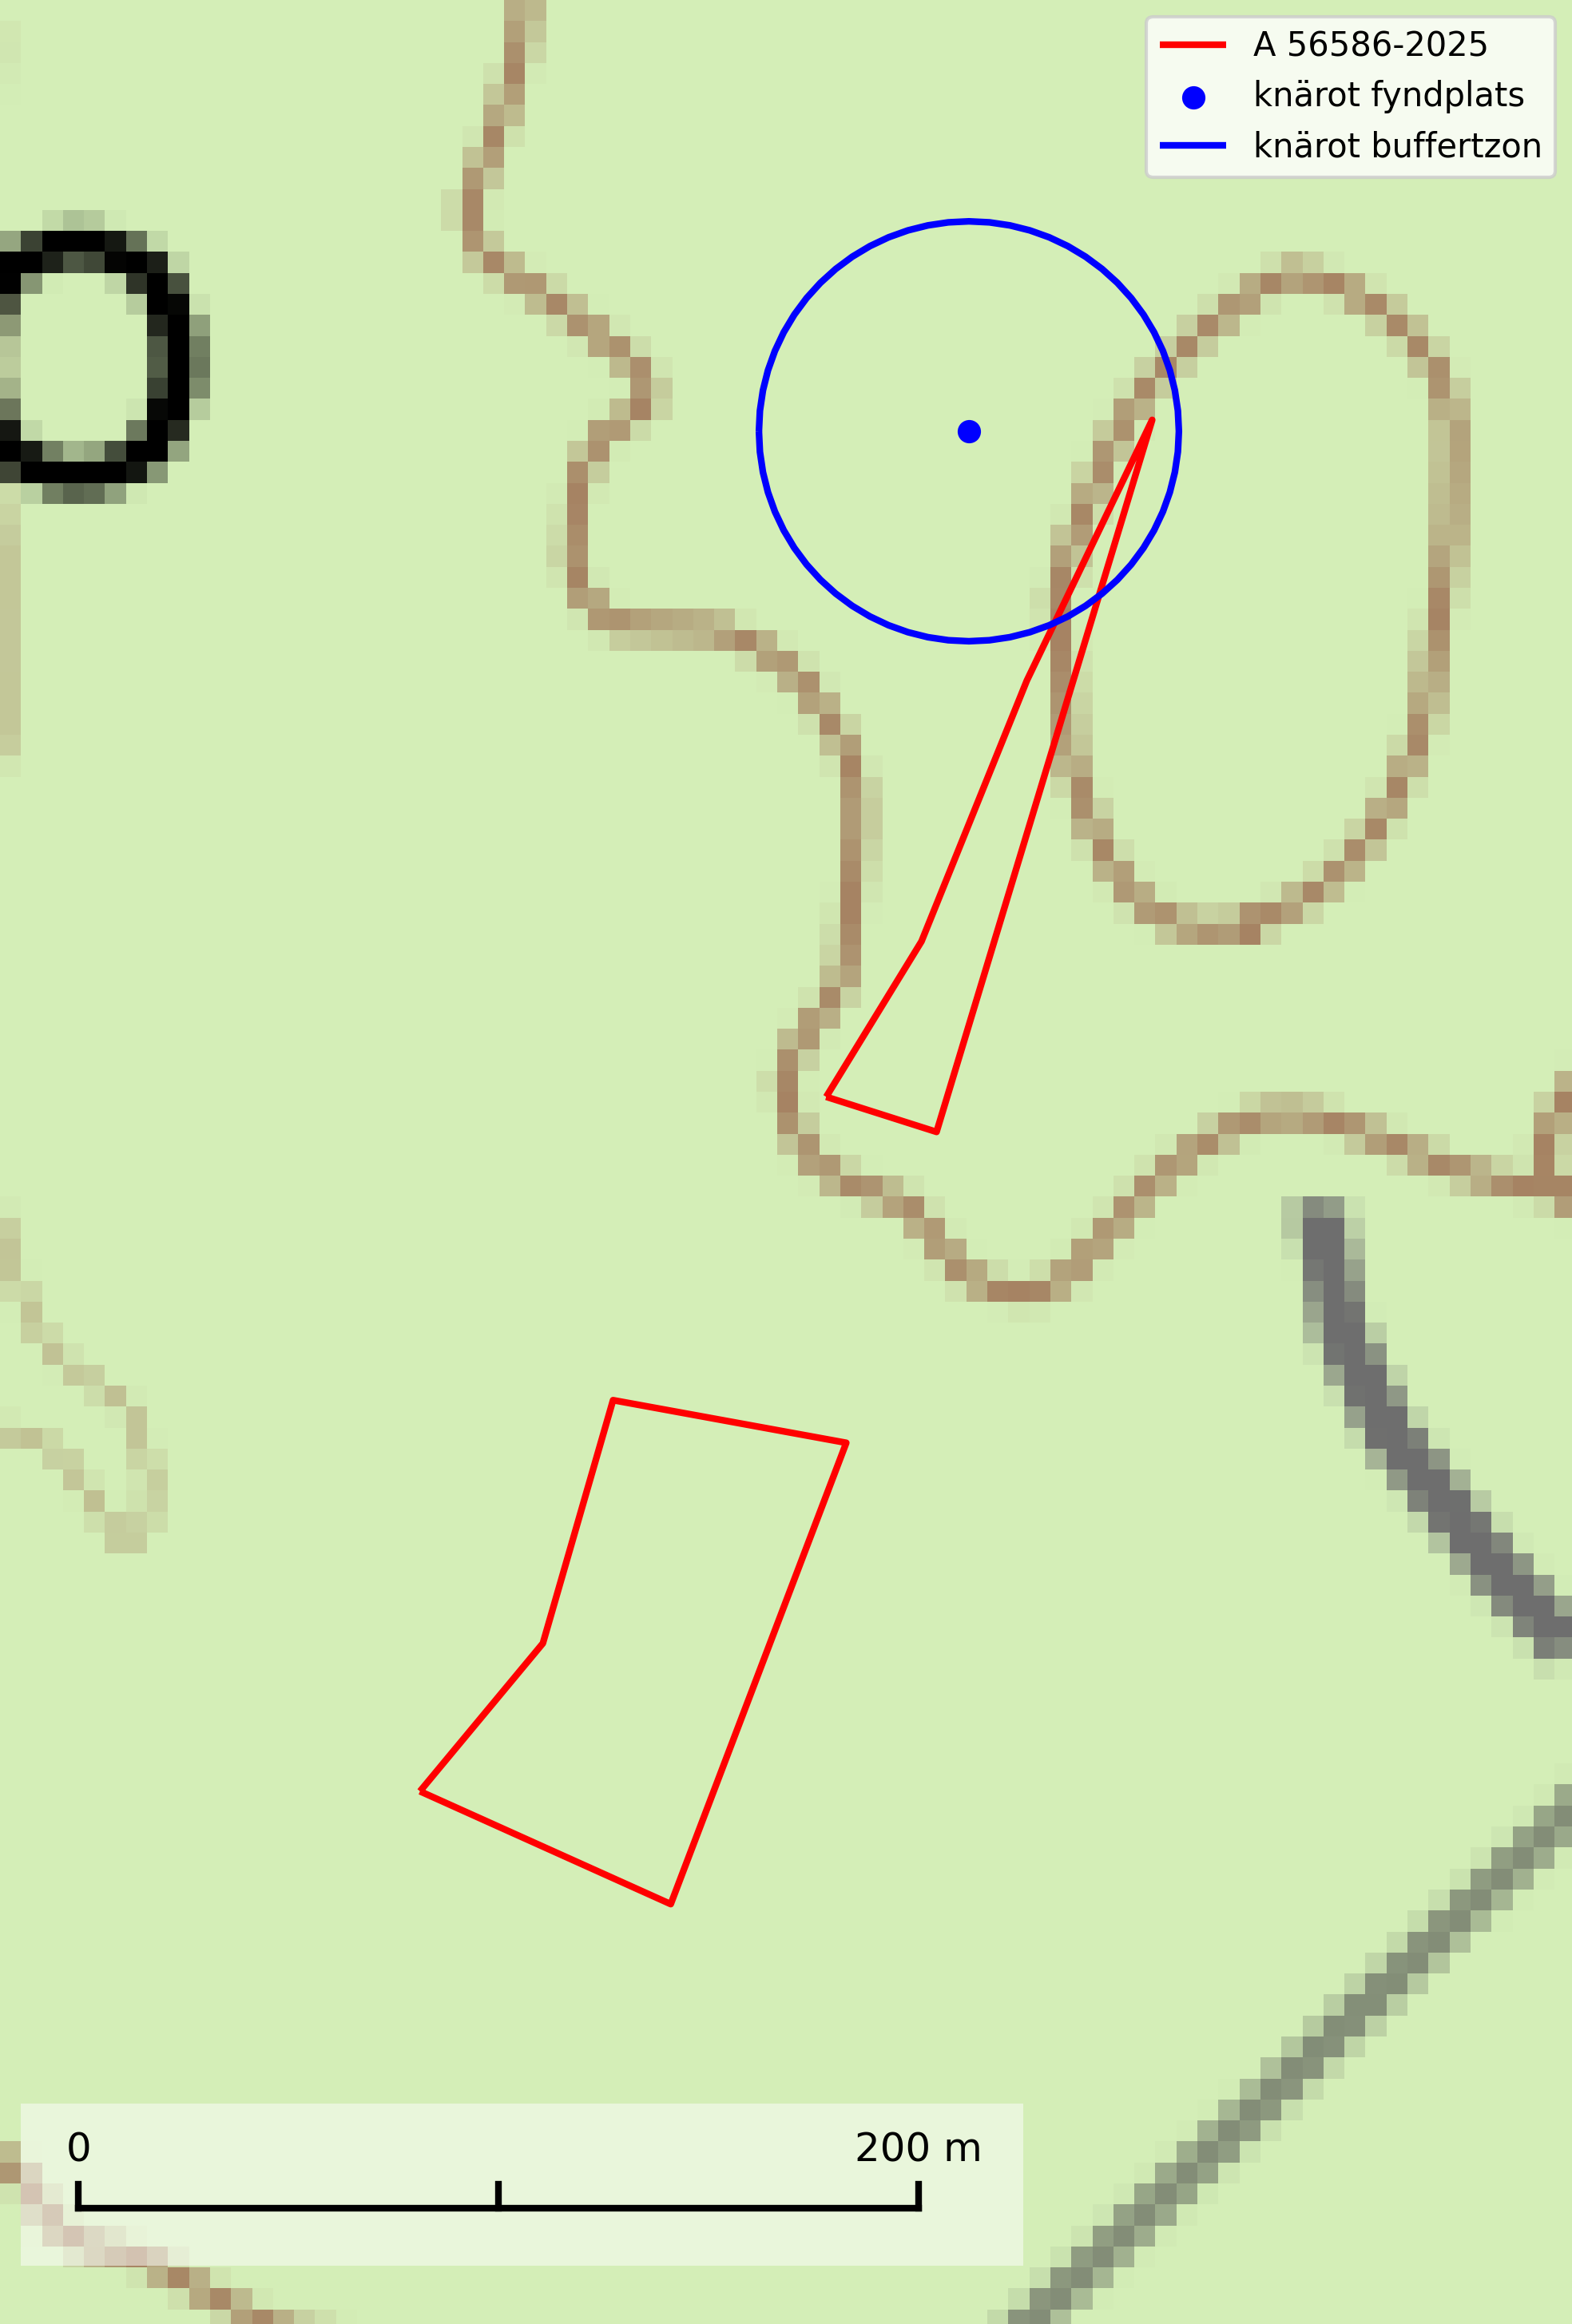 A 56586-2025
knärot fyndplats
knärot buffertzon
0 200 m